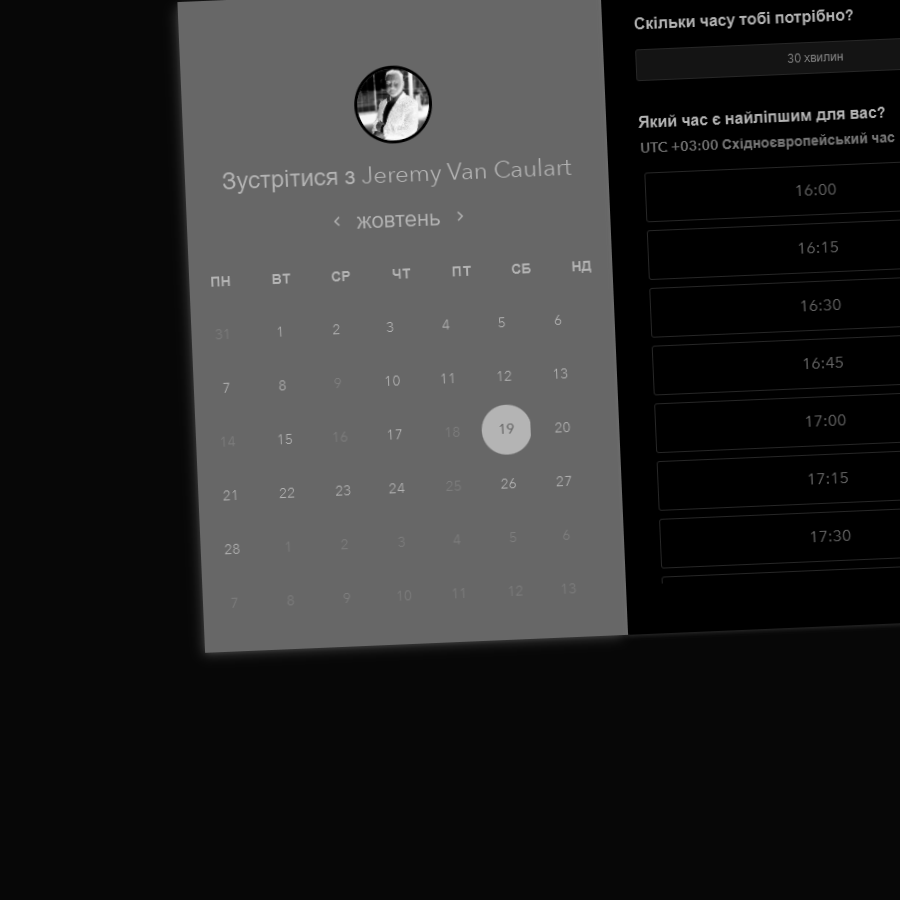 Зустрітися з Jeremy Van Caulart
жовтень
ПН ВТ СР ЧТ ПТ СБ НД
31 1 2 3 4 5 6
7 8 9 10 11 12 13
14 15 16 17 18 19 20
21 22 23 24 25 26 27
28 1 2 3 4 5 6
7 8 9 10 11 12 13
Скільки часу тобі потрібно?
30 хвилин
Який час є найліпшим для вас?
UTC +03:00 Східноєвропейський час
16:00
16:15
16:30
16:45
17:00
17:15
17:30